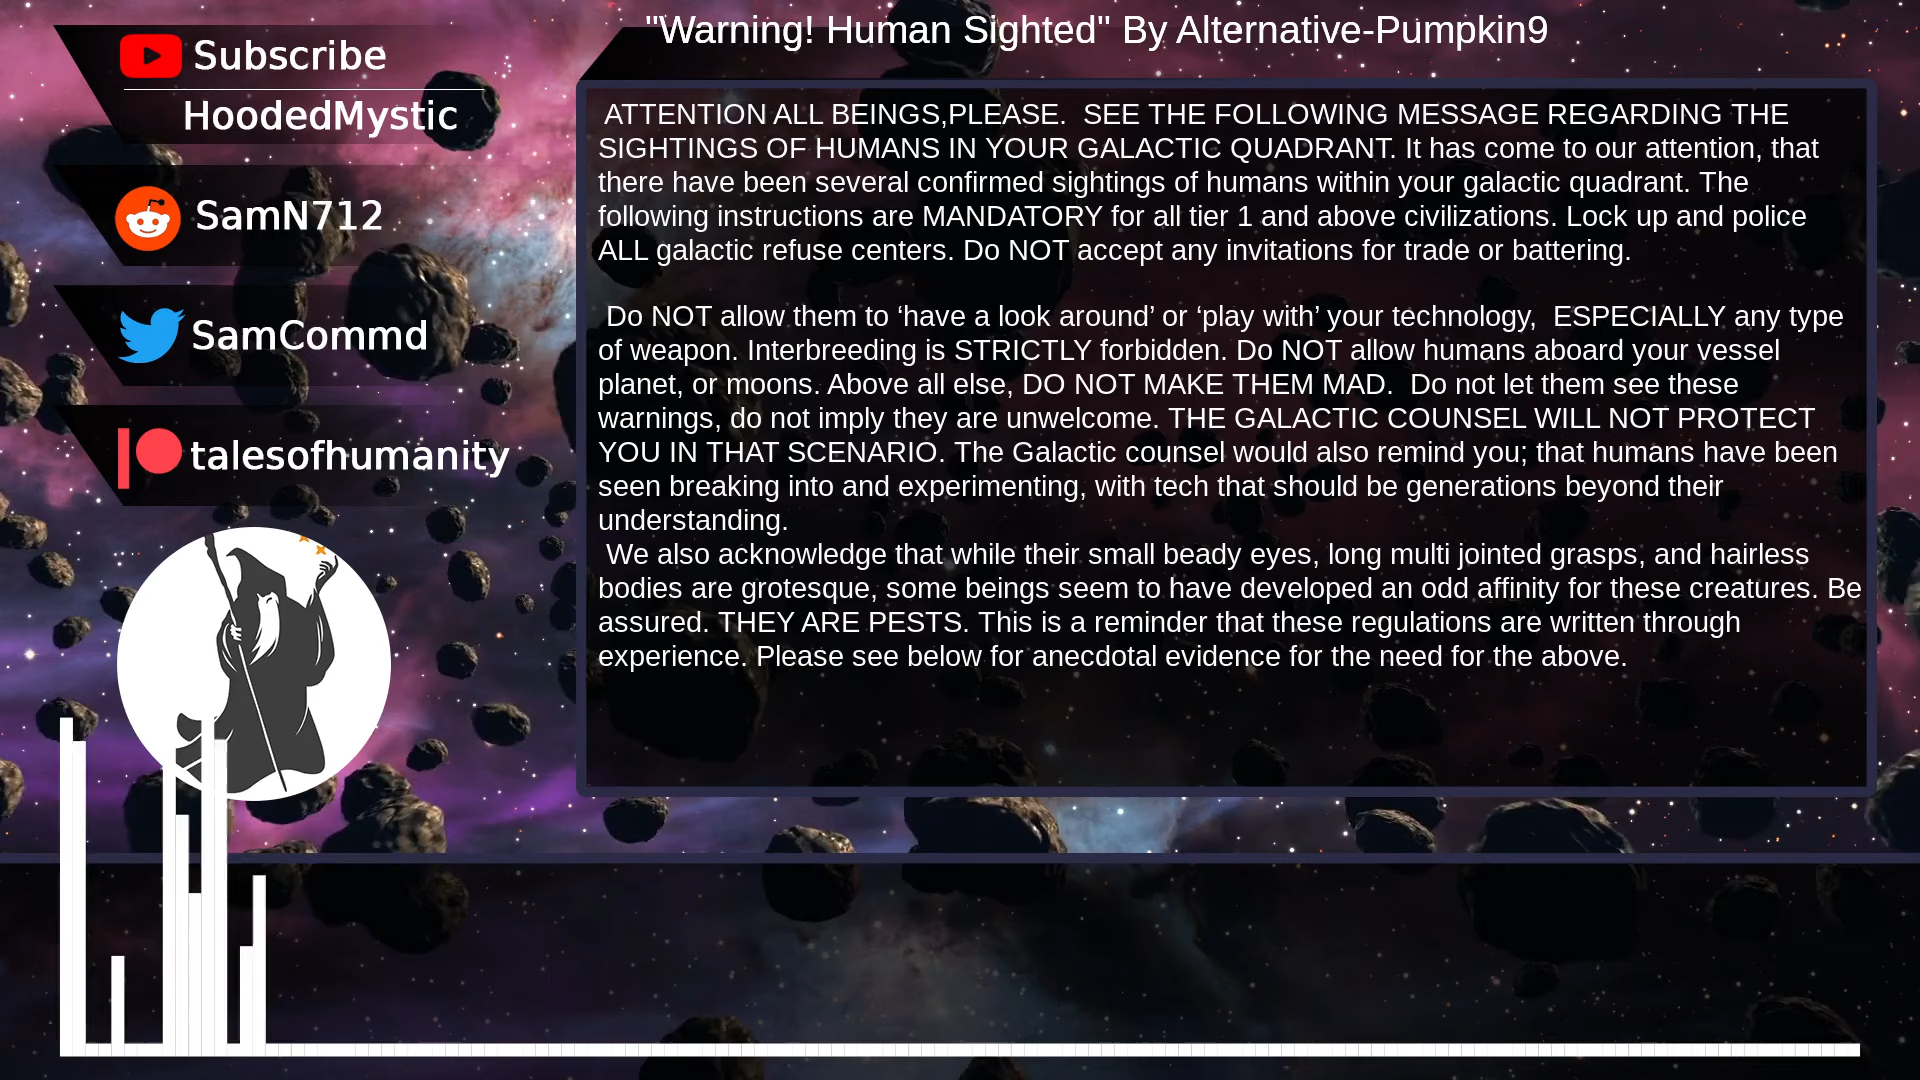 "Warning! Human Sighted" By Alternative-Pumpkin9
Subscribe
HoodedMystic
SamN712
SamCommd
talesofhumanity
ATTENTION ALL BEINGS,PLEASE.  SEE THE FOLLOWING MESSAGE REGARDING THE
SIGHTINGS OF HUMANS IN YOUR GALACTIC QUADRANT. It has come to our attention, that
there have been several confirmed sightings of humans within your galactic quadrant. The
following instructions are MANDATORY for all tier 1 and above civilizations. Lock up and police
ALL galactic refuse centers. Do NOT accept any invitations for trade or battering.
Do NOT allow them to ‘have a look around’ or ‘play with’ your technology,  ESPECIALLY any type
of weapon. Interbreeding is STRICTLY forbidden. Do NOT allow humans aboard your vessel
planet, or moons. Above all else, DO NOT MAKE THEM MAD.  Do not let them see these
warnings, do not imply they are unwelcome. THE GALACTIC COUNSEL WILL NOT PROTECT
YOU IN THAT SCENARIO. The Galactic counsel would also remind you; that humans have been
seen breaking into and experimenting, with tech that should be generations beyond their
understanding.
We also acknowledge that while their small beady eyes, long multi jointed grasps, and hairless
bodies are grotesque, some beings seem to have developed an odd affinity for these creatures. Be
assured. THEY ARE PESTS. This is a reminder that these regulations are written through
experience. Please see below for anecdotal evidence for the need for the above.